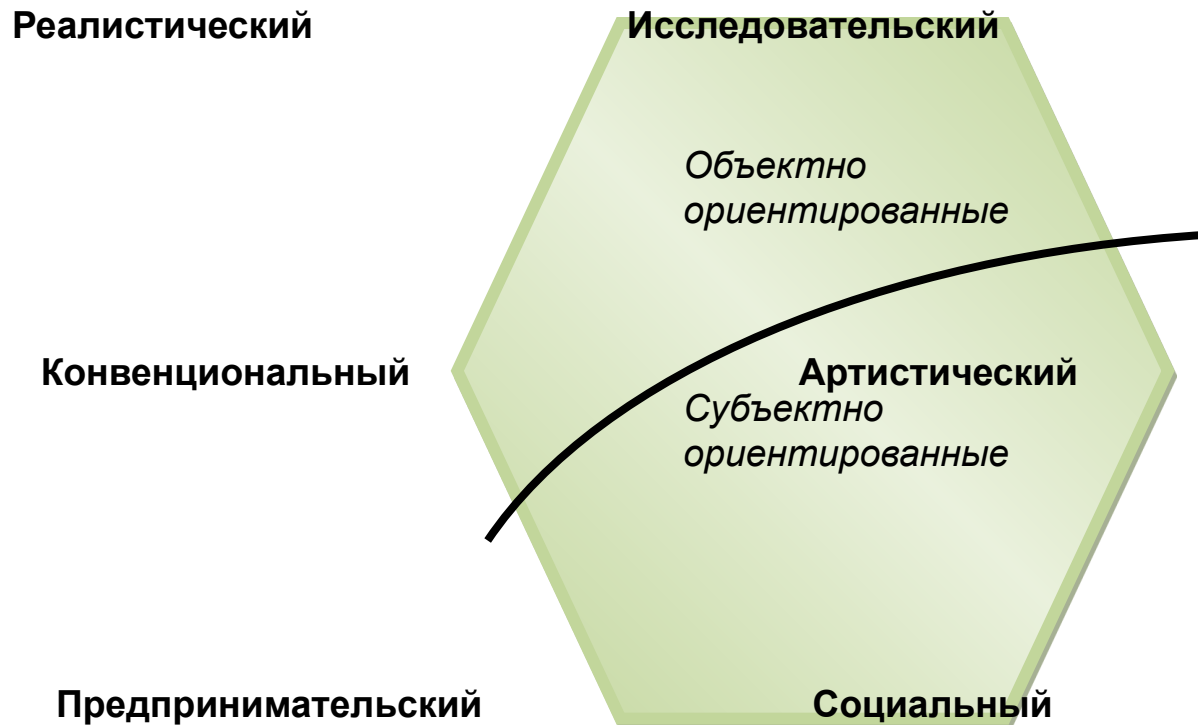 Реалистический Исследовательский
Объектно
ориентированные
Конвенциональный Артистический
Субъектно
ориентированные
Предпринимательский Социальный